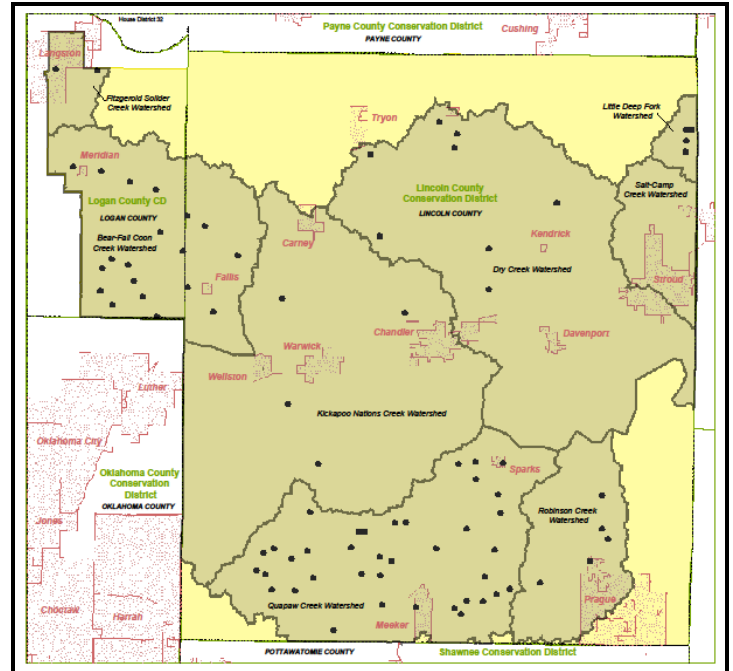 House District 32
Payne County Conservation District
PAYNE COUNTY
Cushing
Langston
Fitzgerald Solider
Creek Watershed
Little Deep Fork
Watershed
Tryon
Meridian
Salt-Camp
Creek Watershed
Logan County CD
LOGAN COUNTY
Bear-Fall Coon
Creek Watershed
Lincoln County
Conservation District
LINCOLN COUNTY
Kendrick
Carney
Dry Creek Watershed
Fallis
Stroud
Chandler
Davenport
Warwick
Wellston
Luther
Kickapoo Nations Creek Watershed
Oklahoma City
Oklahoma County
Conservation
District
OKLAHOMA COUNTY
Sparks
Robinson Creek
Watershed
Jones
Choctaw
Harrah
Quapaw Creek Watershed
Meeker
Prague
POTTAWATOMIE COUNTY
Shawnee Conservation District